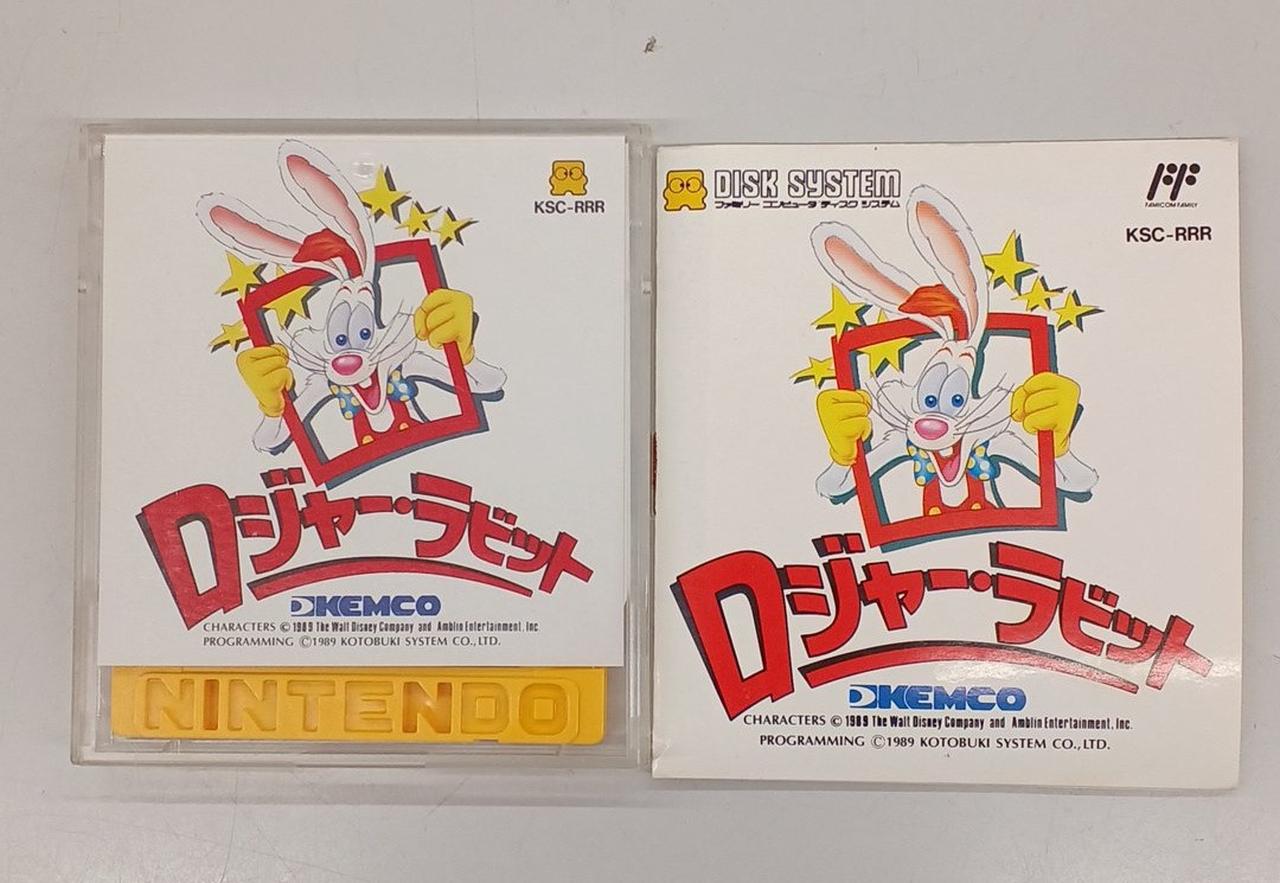 KSC-RRR
ロジャー・ラビット
KEMCO
CHARACTERS © 1989 The Walt Disney Company and Amblin Entertainment, Inc.
PROGRAMMING ©1989 KOTOBUKI SYSTEM CO.,LTD.
NINTENDO
DISK SYSTEM
ファミリー コンピュータ ディスク システム
FAMICOM FAMILY
KSC-RRR
ロジャー・ラビット
KEMCO
CHARACTERS © 1989 The Walt Disney Company and Amblin Entertainment, Inc.
PROGRAMMING ©1989 KOTOBUKI SYSTEM CO.,LTD.